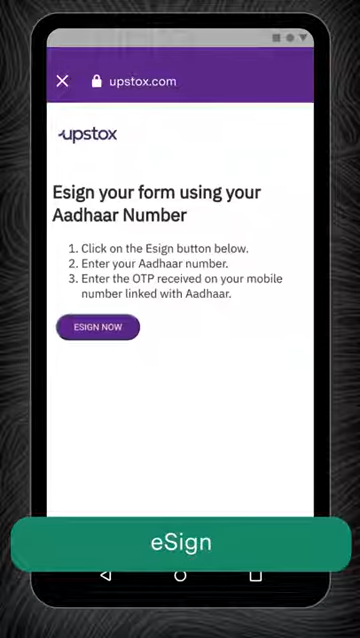 upstox.com
upstox
Esign your form using your
Aadhaar Number
1. Click on the Esign button below.
2. Enter your Aadhaar number.
3. Enter the OTP received on your mobile
number linked with Aadhaar.
ESIGN NOW
eSign